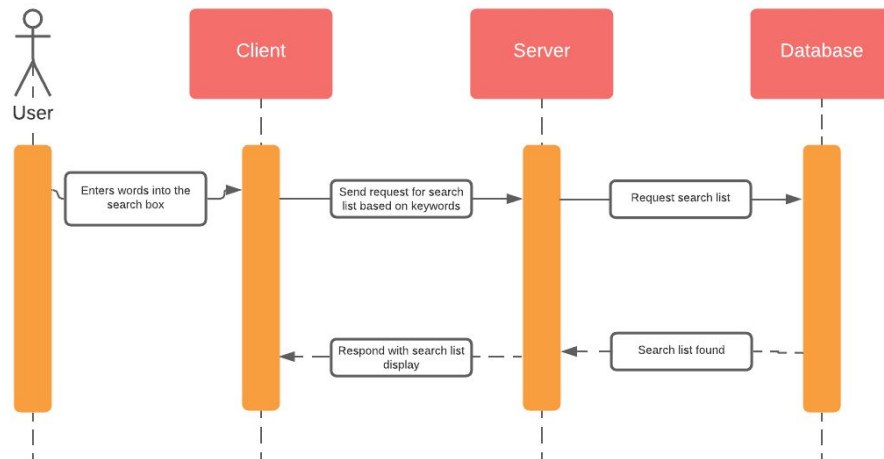 Client
Server
Database
User
Enters words into the
search box
Send request for search
list based on keywords
Request search list
Respond with search list
display
Search list found